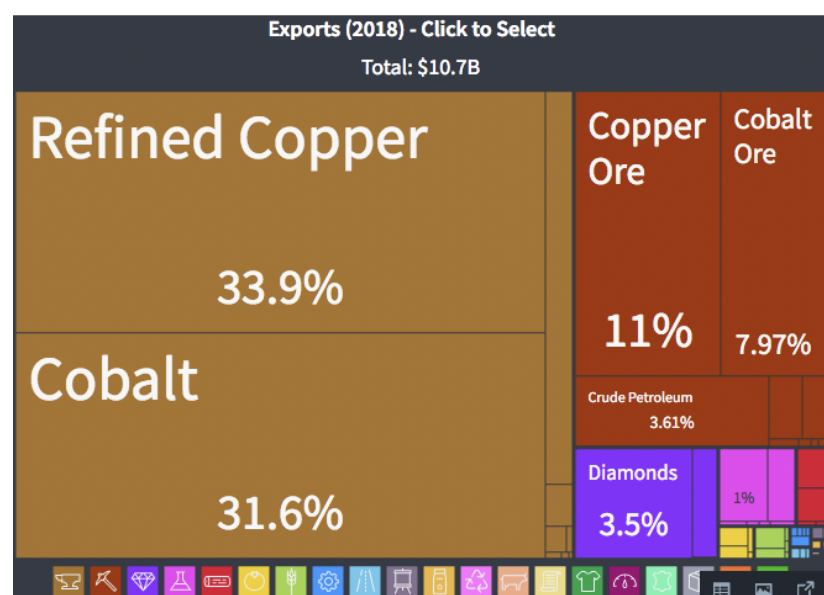 Exports (2018) - Click to Select
Total: $10.7B
Refined Copper
33.9%
Cobalt
31.6%
Copper
Ore
11%
Cobalt
Ore
7.97%
Crude Petroleum
3.61%
Diamonds
3.5%
1%